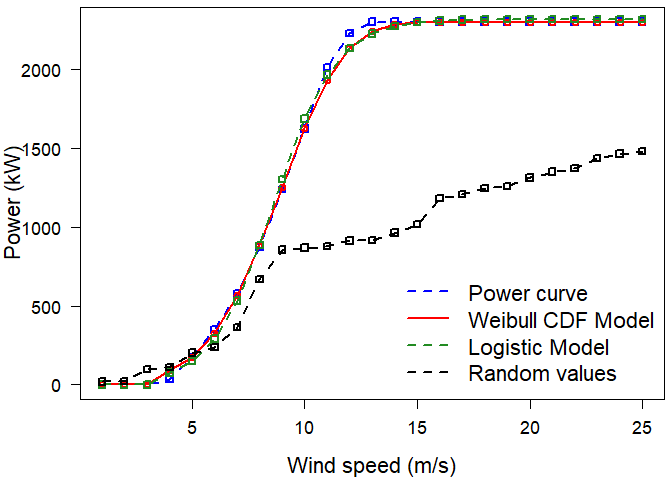 Power (kW)
2000
1500
1000
500
0
Power curve
Weibull CDF Model
Logistic Model
Random values
5
10
15
20
25
Wind speed (m/s)